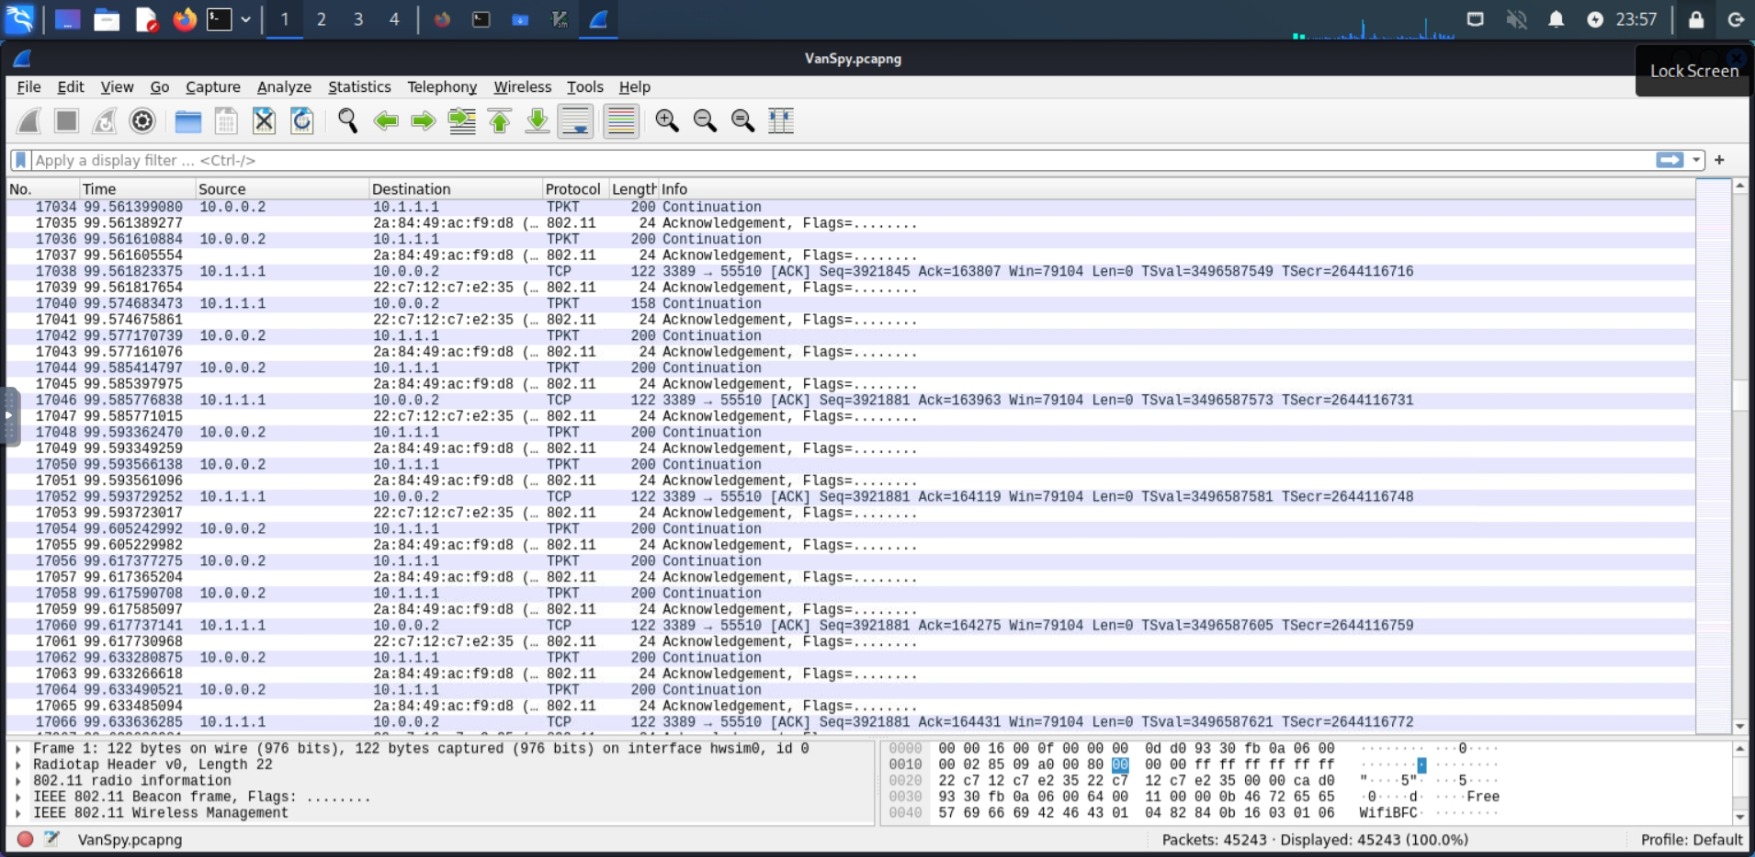 1 2 3 4 23:57
VanSpy.pcapng
Lock Screen
File Edit View Go Capture Analyze Statistics Telephony Wireless Tools Help
Apply a display filter ... <Ctrl-/>
No. Time Source Destination Protocol Length Info
17034 99.561399080 10.0.0.2 10.1.1.1 TPKT 200 Continuation
17035 99.561389277 2a:84:49:ac:f9:d8 (… 802.11 24 Acknowledgement, Flags=........
17036 99.561610884 10.0.0.2 10.1.1.1 TPKT 200 Continuation
17037 99.561605554 2a:84:49:ac:f9:d8 (… 802.11 24 Acknowledgement, Flags=........
17038 99.561823375 10.1.1.1 10.0.0.2 TCP 122 3389 → 55510 [ACK] Seq=3921845 Ack=163807 Win=79104 Len=0 TSval=3496587549 TSecr=2644116716
17039 99.561817654 22:c7:12:c7:e2:35 (… 802.11 24 Acknowledgement, Flags=........
17040 99.574683473 10.1.1.1 10.0.0.2 TPKT 158 Continuation
17041 99.574675861 22:c7:12:c7:e2:35 (… 802.11 24 Acknowledgement, Flags=........
17042 99.577170739 10.0.0.2 10.1.1.1 TPKT 200 Continuation
17043 99.577161076 2a:84:49:ac:f9:d8 (… 802.11 24 Acknowledgement, Flags=........
17044 99.585414797 10.0.0.2 10.1.1.1 TPKT 200 Continuation
17045 99.585397975 2a:84:49:ac:f9:d8 (… 802.11 24 Acknowledgement, Flags=........
17046 99.585776838 10.1.1.1 10.0.0.2 TCP 122 3389 → 55510 [ACK] Seq=3921881 Ack=163963 Win=79104 Len=0 TSval=3496587573 TSecr=2644116731
17047 99.585771015 22:c7:12:c7:e2:35 (… 802.11 24 Acknowledgement, Flags=........
17048 99.593362470 10.0.0.2 10.1.1.1 TPKT 200 Continuation
17049 99.593349259 2a:84:49:ac:f9:d8 (… 802.11 24 Acknowledgement, Flags=........
17050 99.593566138 10.0.0.2 10.1.1.1 TPKT 200 Continuation
17051 99.593561096 2a:84:49:ac:f9:d8 (… 802.11 24 Acknowledgement, Flags=........
17052 99.593729252 10.1.1.1 10.0.0.2 TCP 122 3389 → 55510 [ACK] Seq=3921881 Ack=164119 Win=79104 Len=0 TSval=3496587581 TSecr=2644116748
17053 99.593723017 22:c7:12:c7:e2:35 (… 802.11 24 Acknowledgement, Flags=........
17054 99.605242992 10.0.0.2 10.1.1.1 TPKT 200 Continuation
17055 99.605229982 2a:84:49:ac:f9:d8 (… 802.11 24 Acknowledgement, Flags=........
17056 99.617377275 10.0.0.2 10.1.1.1 TPKT 200 Continuation
17057 99.617365204 2a:84:49:ac:f9:d8 (… 802.11 24 Acknowledgement, Flags=........
17058 99.617590708 10.0.0.2 10.1.1.1 TPKT 200 Continuation
17059 99.617585097 2a:84:49:ac:f9:d8 (… 802.11 24 Acknowledgement, Flags=........
17060 99.617737141 10.1.1.1 10.0.0.2 TCP 122 3389 → 55510 [ACK] Seq=3921881 Ack=164275 Win=79104 Len=0 TSval=3496587605 TSecr=2644116759
17061 99.617730968 22:c7:12:c7:e2:35 (… 802.11 24 Acknowledgement, Flags=........
17062 99.633280875 10.0.0.2 10.1.1.1 TPKT 200 Continuation
17063 99.633266618 2a:84:49:ac:f9:d8 (… 802.11 24 Acknowledgement, Flags=........
17064 99.633490521 10.0.0.2 10.1.1.1 TPKT 200 Continuation
17065 99.633485094 2a:84:49:ac:f9:d8 (… 802.11 24 Acknowledgement, Flags=........
17066 99.633636285 10.1.1.1 10.0.0.2 TCP 122 3389 → 55510 [ACK] Seq=3921881 Ack=164431 Win=79104 Len=0 TSval=3496587621 TSecr=2644116772
Frame 1: 122 bytes on wire (976 bits), 122 bytes captured (976 bits) on interface hwsim0, id 0
Radiotap Header v0, Length 22
802.11 radio information
IEEE 802.11 Beacon frame, Flags: ........
IEEE 802.11 Wireless Management
0000 00 00 16 00 0f 00 00 00 0d d0 93 30 fb 0a 06 00 ········ ···0····
0010 00 02 85 09 a0 00 80 00 00 00 ff ff ff ff ff ff ········ ········
0020 22 c7 12 c7 e2 35 22 c7 12 c7 e2 35 00 00 ca d0 "····5"· ···5····
0030 93 30 fb 0a 06 00 64 00 11 00 00 0b 46 72 65 65 ·0····d· ····Free
0040 57 69 66 69 42 46 43 01 04 82 84 0b 16 03 01 06 WifiBFC· ········
VanSpy.pcapng Packets: 45243 · Displayed: 45243 (100.0%) Profile: Default